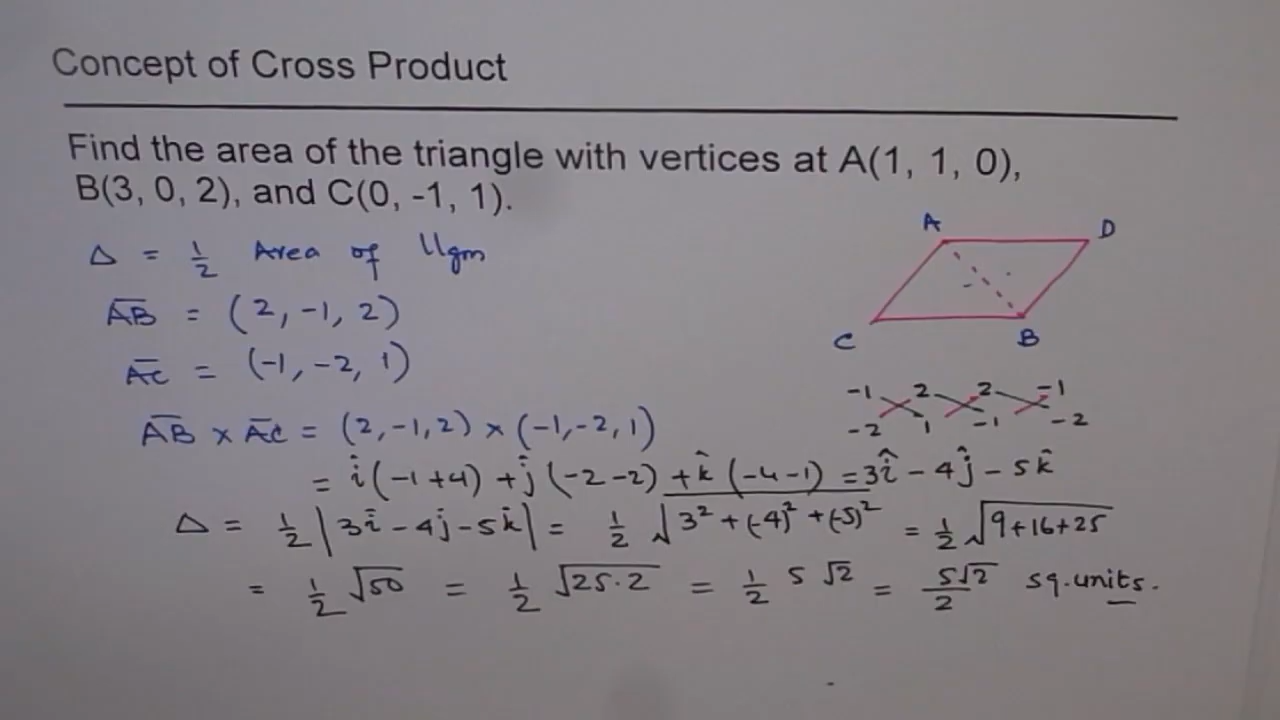 Concept of Cross Product
Find the area of the triangle with vertices at A(1, 1, 0),
B(3, 0, 2), and C(0, -1, 1).
Δ = 1/2 Area of llgm
A D
C B
AB̅ = (2, -1, 2)
AC̅ = (-1, -2, 1)
-1 2 2 -1
-2 1 -1 -2
AB̅ × AC̅ = (2, -1, 2) × (-1, -2, 1)
= î(-1+4) + ĵ(-2-2) + k̂(-4-1) = 3î - 4ĵ - 5k̂
Δ = 1/2 |3î - 4ĵ - 5k̂| = 1/2 √(3² + (-4)² + (-5)²) = 1/2 √(9+16+25)
= 1/2 √50 = 1/2 √(25·2) = 1/2 5√2 = 5√2/2 sq.units.